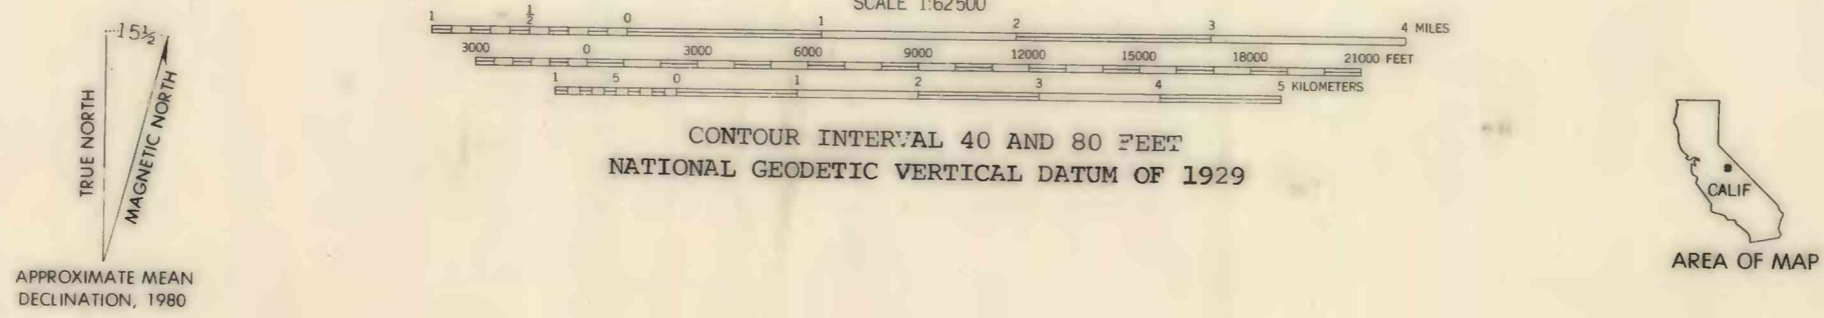 SCALE 1:62500
1 ½ 0 1 2 3 4 MILES
3000 0 3000 6000 9000 12000 15000 18000 21000 FEET
1 5 0 1 2 3 4 5 KILOMETERS
CONTOUR INTERVAL 40 AND 80 FEET
NATIONAL GEODETIC VERTICAL DATUM OF 1929
15½
TRUE NORTH
MAGNETIC NORTH
APPROXIMATE MEAN
DECLINATION, 1980
CALIF
AREA OF MAP